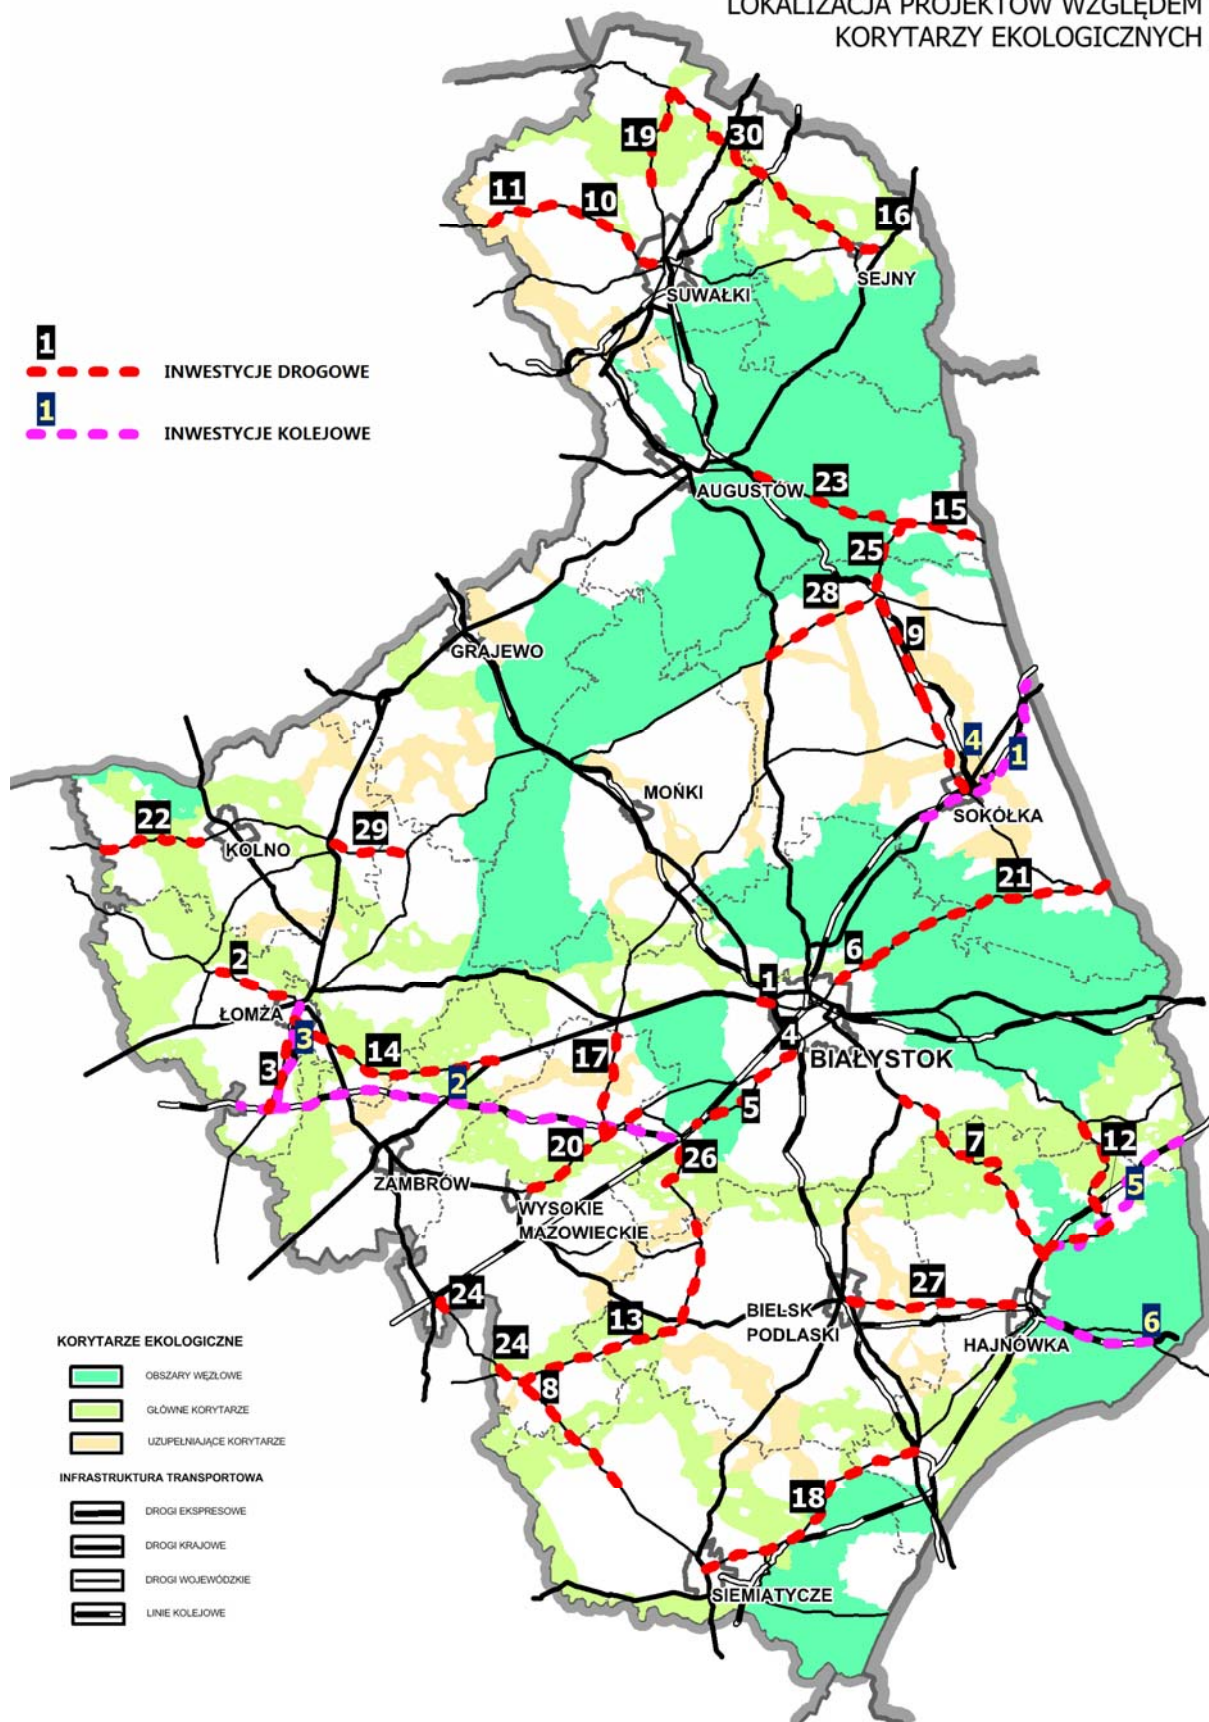 LOKALIZACJA PROJEKTÓW WZGLĘDEM
KORYTARZY EKOLOGICZNYCH
19
30
11
10
16
SEJNY
SUWAŁKI
1
INWESTYCJE DROGOWE
1
INWESTYCJE KOLEJOWE
AUGUSTÓW
23
15
25
28
9
GRAJEWO
4
1
MOŃKI
SOKÓŁKA
22
KOLNO
29
21
2
6
1
ŁOMŻA
3
4
3
14
17
BIAŁYSTOK
2
5
20
26
7
12
5
ZAMBRÓW
WYSOKIE
MAZOWIECKIE
24
27
BIELSK
PODLASKI
13
HAJNÓWKA
6
24
8
KORYTARZE EKOLOGICZNE
OBSZARY WĘZŁOWE
GŁÓWNE KORYTARZE
UZUPEŁNIAJĄCE KORYTARZE
INFRASTRUKTURA TRANSPORTOWA
DROGI EKSPRESOWE
DROGI KRAJOWE
DROGI WOJEWÓDZKIE
LINIE KOLEJOWE
18
SIEMIATYCZE